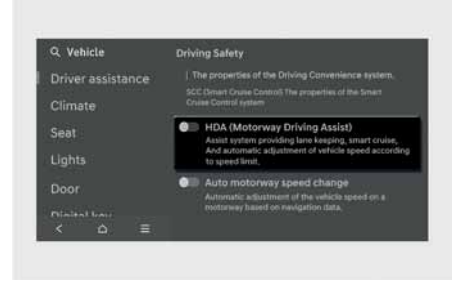 Vehicle
Driving Safety
Driver assistance
Climate
Seat
Lights
Door
Digital key
The properties of the Driving Convenience system.
SCC (Smart Cruise Control) The properties of the Smart
Cruise Control system
HDA (Motorway Driving Assist)
Assist system providing lane keeping, smart cruise,
And automatic adjustment of vehicle speed according
to speed limit.
Auto motorway speed change
Automatic adjustment of the vehicle speed on a
motorway based on navigation data.